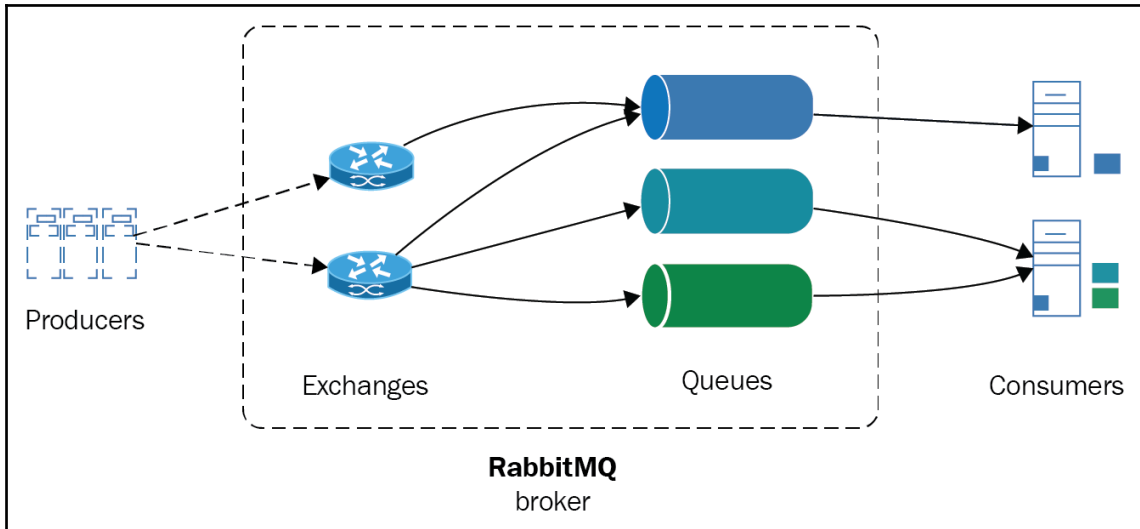 Producers
Exchanges
Queues
Consumers
RabbitMQ
broker